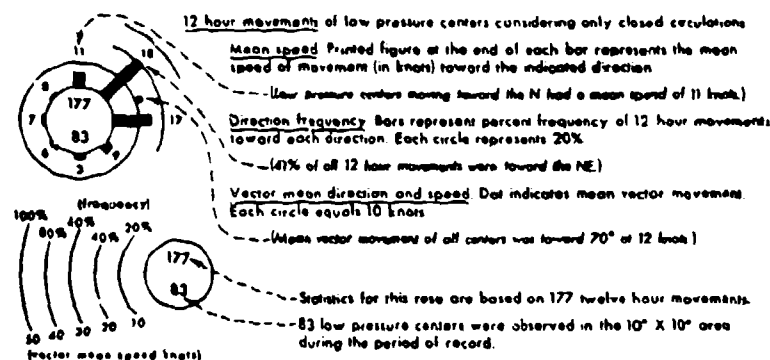 12 hour movements of low pressure centers considering only closed circulations
Mean speed Printed figure at the end of each bar represents the mean
speed of movement (in knots) toward the indicated direction
(Low pressure centers moving toward the N had a mean speed of 11 knots.)
Direction frequency Bars represent percent frequency of 12 hour movements
toward each direction. Each circle represents 20%
(41% of all 12 hour movements were toward the NE.)
Vector mean direction and speed. Dot indicates mean vector movement.
Each circle equals 10 knots
(Mean vector movement of all centers was toward 70° at 12 knots)
11
18
8
177
7
17
83
6
9
3
(frequency)
100%
80%
60%
40%
20%
177
83
50
40
30
20
10
(vector mean speed knots)
Statistics for this rose are based on 177 twelve hour movements.
83 low pressure centers were observed in the 10° X 10° area
during the period of record.